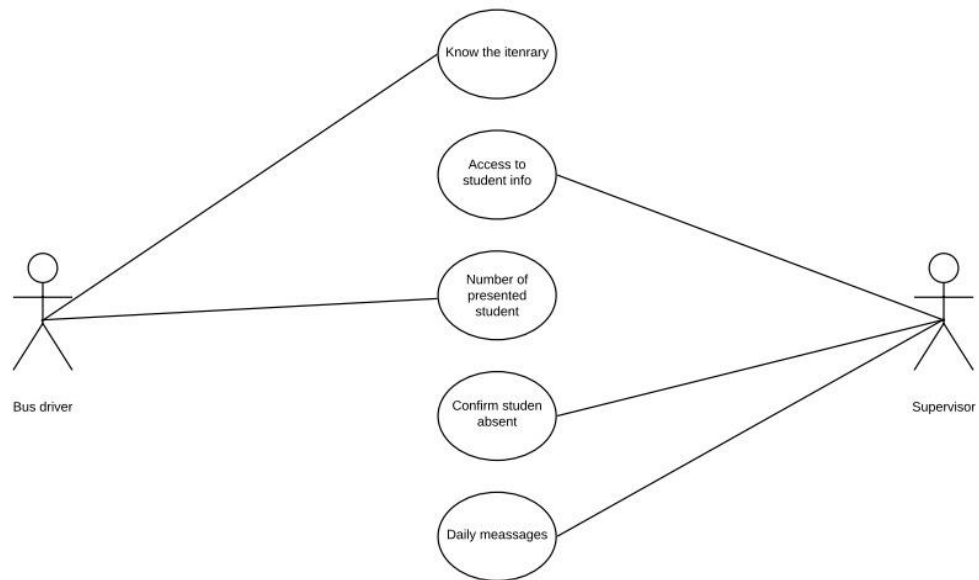 Know the itenrary
Access to
student info
Number of
presented
student
Bus driver
Confirm studen
absent
Supervisor
Daily meassages